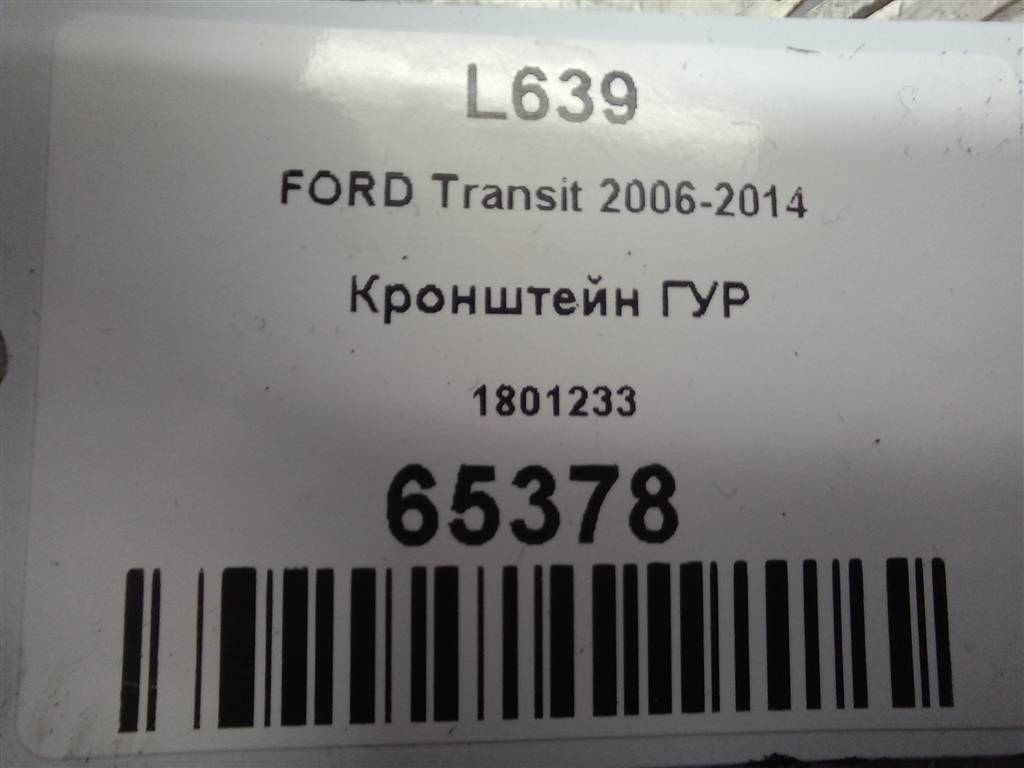 L639
FORD Transit 2006-2014
Кронштейн ГУР
1801233
65378